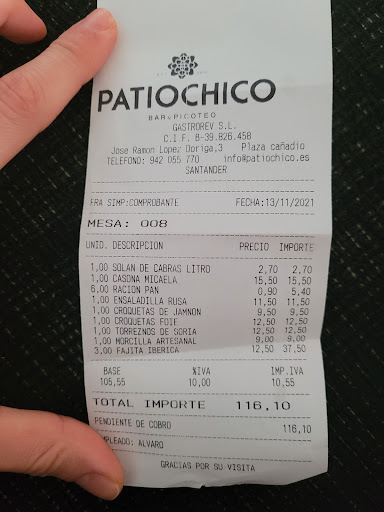 PATIOCHICO
BAR & PICOTEO
GASTROREV S.L.
C.I.F. B-39.826.458
Jose Ramon Lopez Doriga,3 Plaza cañadio
TELEFONO: 942 055 770 info@patiochico.es
SANTANDER
FRA SIMP:COMPROBANTE FECHA:13/11/2021
MESA: 008
UNID. DESCRIPCION PRECIO IMPORTE
1,00 SOLAN DE CABRAS LITRO 2,70 2,70
1,00 CASONA MICAELA 15,50 15,50
6,00 RACION PAN 0,90 5,40
1,00 ENSALADILLA RUSA 11,50 11,50
1,00 CROQUETAS DE JAMNON 9,50 9,50
1,00 CROQUETAS FOIE 12,50 12,50
1,00 TORREZNOS DE SORIA 12,50 12,50
1,00 MORCILLA ARTESANAL 9,00 9,00
3,00 FAJITA IBERICA 12,50 37,50
BASE %IVA IMP.IVA
105,55 10,00 10,55
TOTAL IMPORTE 116,10
PENDIENTE DE COBRO 116,10
EMPLEADO: ALVARO
GRACIAS POR SU VISITA